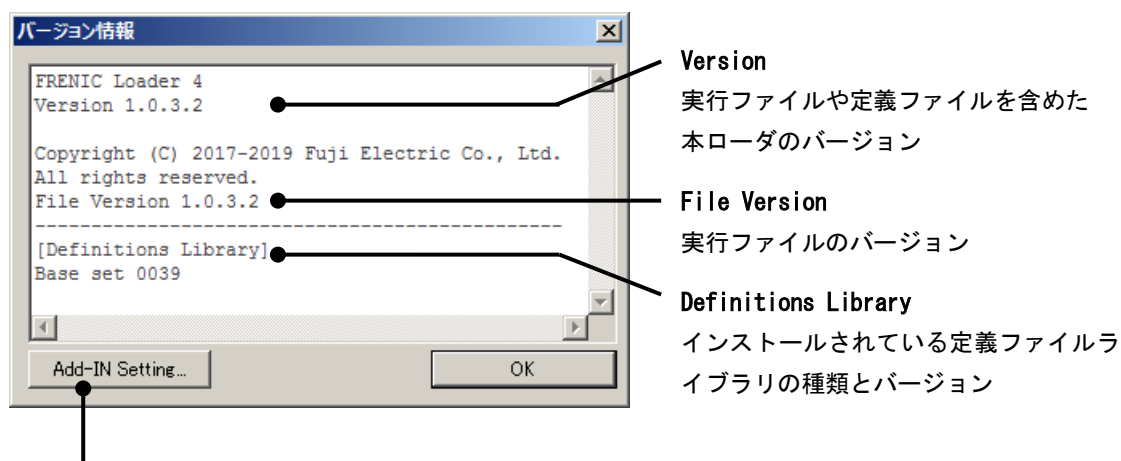 バージョン情報
FRENIC Loader 4
Version 1.0.3.2
Copyright (C) 2017-2019 Fuji Electric Co., Ltd.
All rights reserved.
File Version 1.0.3.2
--------------------------------------------------
[Definitions Library]
Base set 0039
Add-IN Setting...
OK
Version
実行ファイルや定義ファイルを含めた
本ローダのバージョン
File Version
実行ファイルのバージョン
Definitions Library
インストールされている定義ファイルラ
イブラリの種類とバージョン